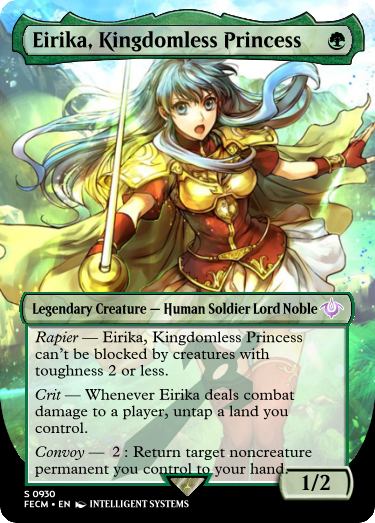 Eirika, Kingdomless Princess
Legendary Creature — Human Soldier Lord Noble
Rapier — Eirika, Kingdomless Princess
can't be blocked by creatures with
toughness 2 or less.
Crit — Whenever Eirika deals combat
damage to a player, untap a land you
control.
Convoy — 2 : Return target noncreature
permanent you control to your hand.
1/2
S 0930
FECM • EN INTELLIGENT SYSTEMS